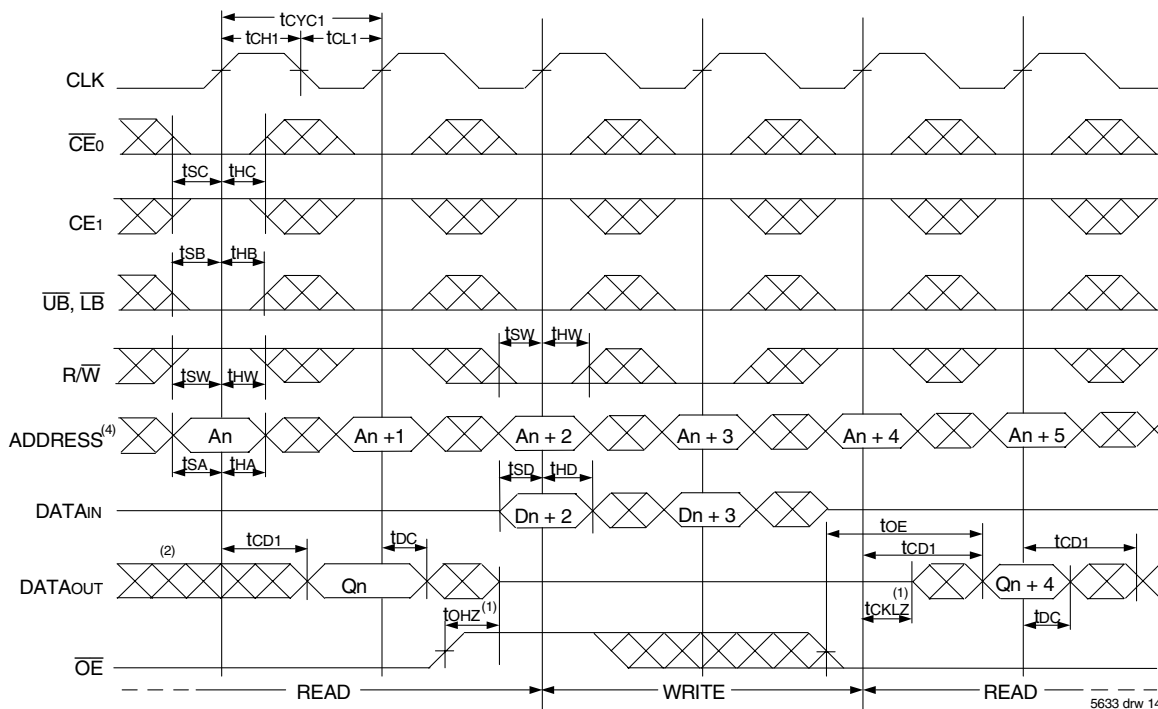 tCYC1
tCH1 tCL1
CLK
CE0
tSC tHC
CE1
tSB tHB
UB, LB
tSW tHW
R/W
tSW tHW
ADDRESS(4) An An +1 An + 2 An + 3 An + 4 An + 5
tSA tHA
tSD tHD
DATAIN Dn + 2 Dn + 3
tOE
tCD1 tDC tCD1 tCD1
(2)
DATAOUT Qn Qn + 4
tOHZ(1) tCKLZ(1) tDC
OE
READ WRITE READ
5633 drw 14